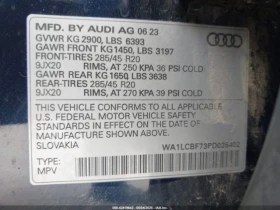 MFD. BY AUDI AG 06 23
GVWR KG 2900, LBS 6393
GAWR FRONT KG1450, LBS 3197
FRONT-TIRES 285/45 R20
9JX20 RIMS, AT 250 KPA 36 PSI COLD
GAWR REAR KG1650 LBS 3638
REAR-TIRES 285/45 R20
9JX20 RIMS, AT 270 KPA 39 PSI COLD
THIS VEHICLE CONFORMS TO ALL APPLICABLE
U.S. FEDERAL MOTOR VEHICLE SAFETY AND
BUMPER STANDARDS IN EFFECT ON THE DATE
OF MANUFACTURE SHOWN ABOVE.
SLOVAKIA
TYPE:
MPV